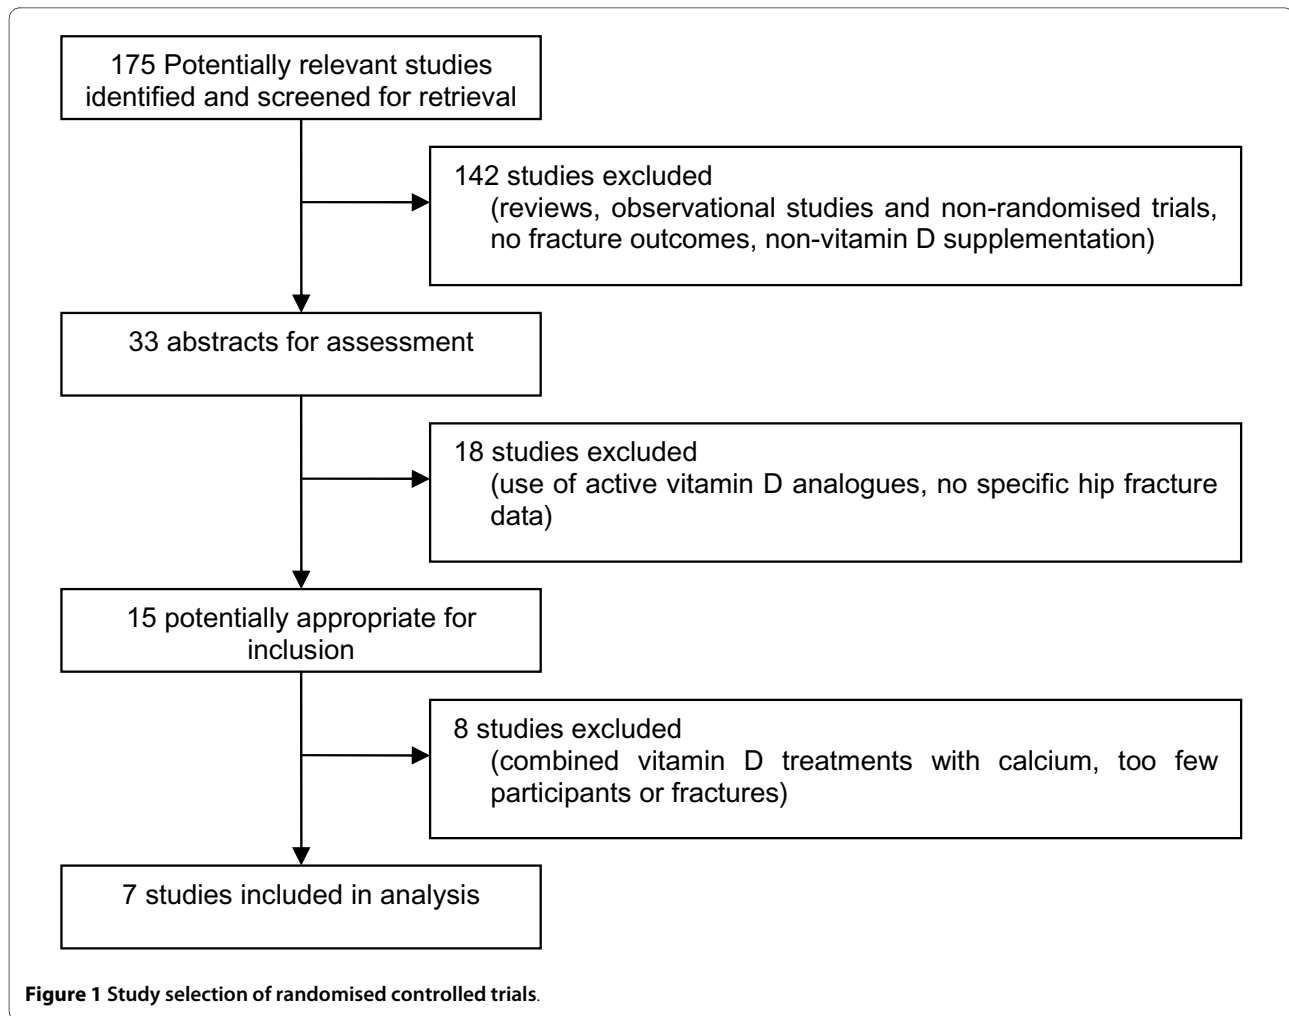 175 Potentially relevant studies
identified and screened for retrieval
142 studies excluded
(reviews, observational studies and non-randomised trials,
no fracture outcomes, non-vitamin D supplementation)
33 abstracts for assessment
18 studies excluded
(use of active vitamin D analogues, no specific hip fracture
data)
15 potentially appropriate for
inclusion
8 studies excluded
(combined vitamin D treatments with calcium, too few
participants or fractures)
7 studies included in analysis
Figure 1 Study selection of randomised controlled trials.